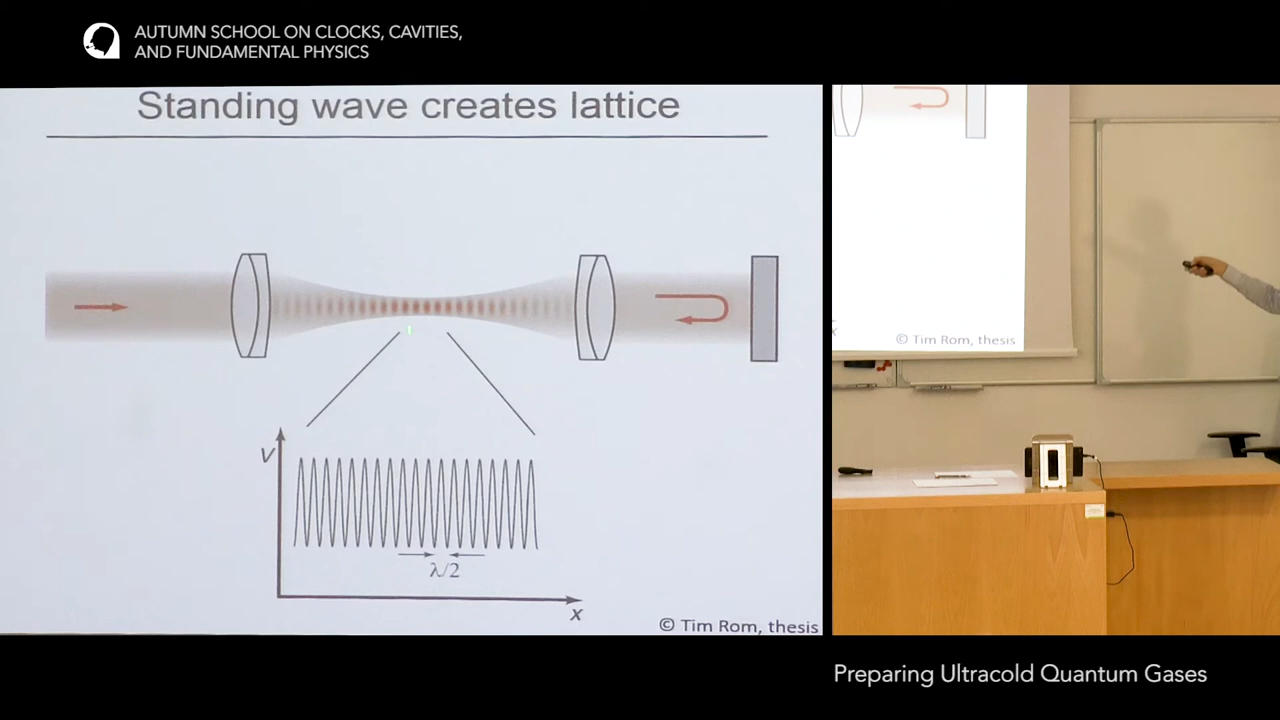 AUTUMN SCHOOL ON CLOCKS, CAVITIES,
AND FUNDAMENTAL PHYSICS
Standing wave creates lattice
V
λ/2
x
© Tim Rom, thesis
© Tim Rom, thesis
Preparing Ultracold Quantum Gases